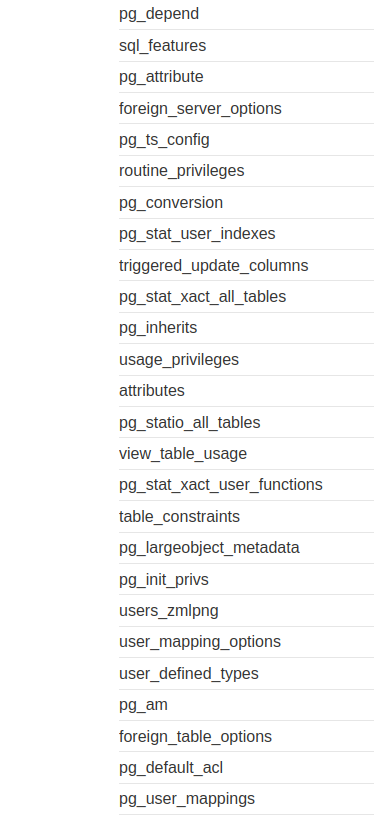 pg_depend
sql_features
pg_attribute
foreign_server_options
pg_ts_config
routine_privileges
pg_conversion
pg_stat_user_indexes
triggered_update_columns
pg_stat_xact_all_tables
pg_inherits
usage_privileges
attributes
pg_statio_all_tables
view_table_usage
pg_stat_xact_user_functions
table_constraints
pg_largeobject_metadata
pg_init_privs
users_zmlpng
user_mapping_options
user_defined_types
pg_am
foreign_table_options
pg_default_acl
pg_user_mappings